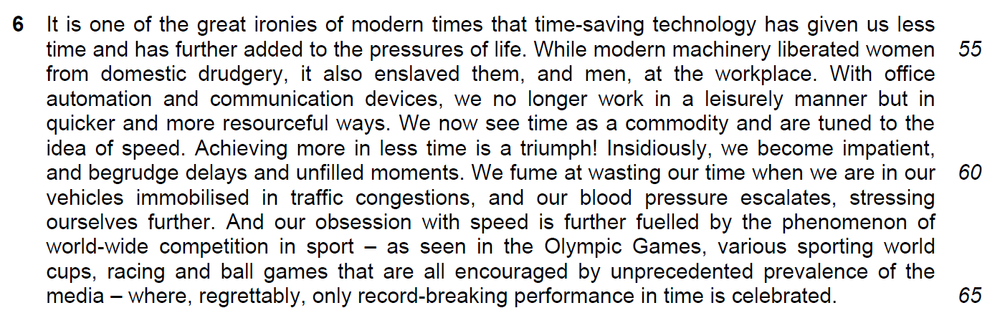 6 It is one of the great ironies of modern times that time-saving technology has given us less
time and has further added to the pressures of life. While modern machinery liberated women 55
from domestic drudgery, it also enslaved them, and men, at the workplace. With office
automation and communication devices, we no longer work in a leisurely manner but in
quicker and more resourceful ways. We now see time as a commodity and are tuned to the
idea of speed. Achieving more in less time is a triumph! Insidiously, we become impatient,
and begrudge delays and unfilled moments. We fume at wasting our time when we are in our 60
vehicles immobilised in traffic congestions, and our blood pressure escalates, stressing
ourselves further. And our obsession with speed is further fuelled by the phenomenon of
world-wide competition in sport – as seen in the Olympic Games, various sporting world
cups, racing and ball games that are all encouraged by unprecedented prevalence of the
media – where, regrettably, only record-breaking performance in time is celebrated. 65